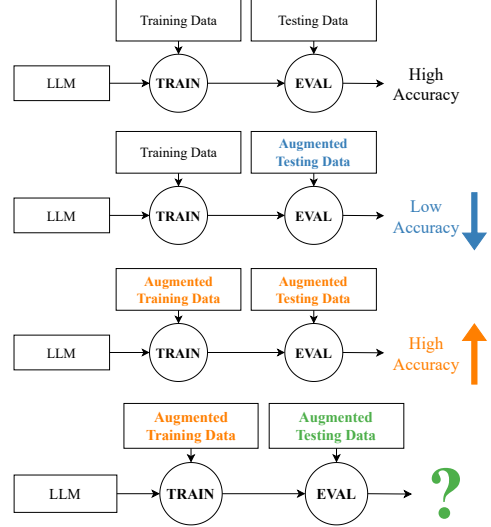 Training Data
Testing Data
LLM
TRAIN
EVAL
High
Accuracy
Training Data
Augmented
Testing Data
LLM
TRAIN
EVAL
Low
Accuracy
Augmented
Training Data
Augmented
Testing Data
LLM
TRAIN
EVAL
High
Accuracy
Augmented
Training Data
Augmented
Testing Data
LLM
TRAIN
EVAL
?